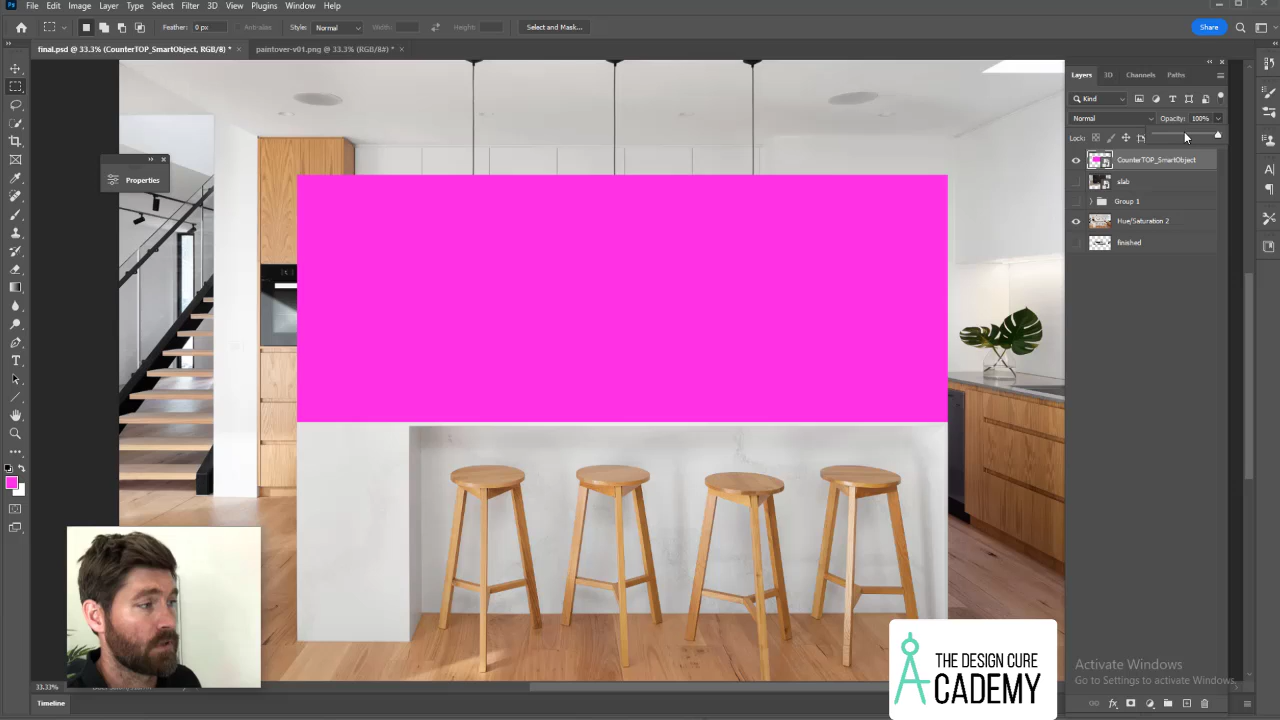 Ps File Edit Image Layer Type Select Filter 3D View Plugins Window Help
Feather: 0 px Anti-alias Style: Normal Width: Height: Select and Mask... Share
final.psd @ 33.3% (CounterTOP_SmartObject, RGB/8) * × paintover-v01.png @ 33.3% (RGB/8#) * ×
Layers 3D Channels Paths
Kind
Normal Opacity: 100%
Lock:
CounterTOP_SmartObject
Properties
slab
Group 1
Hue/Saturation 2
finished
THE DESIGN CURE
ACADEMY
Activate Windows
Go to Settings to activate Windows.
33.33%
Timeline